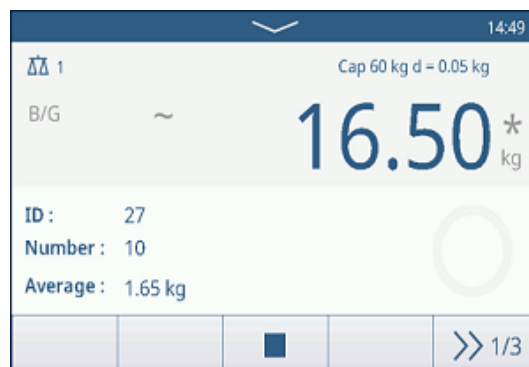 14:49
1 Cap 60 kg d = 0.05 kg
B/G ~ 16.50 * kg
ID : 27
Number : 10
Average : 1.65 kg
1/3